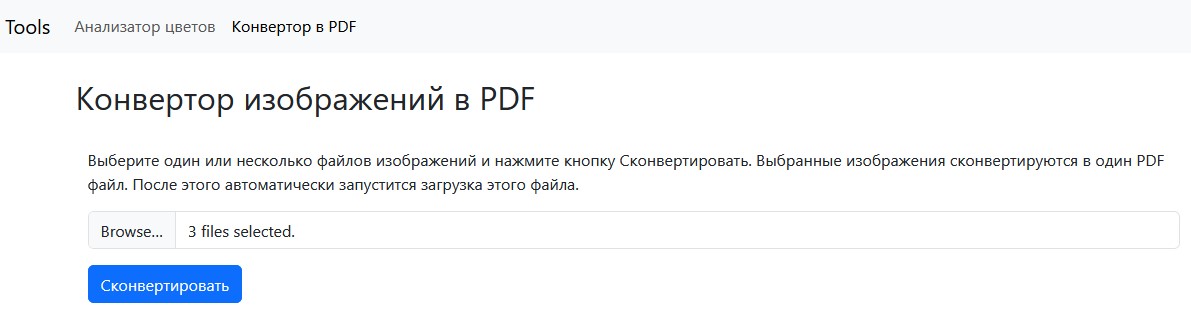 Tools Анализатор цветов Конвертор в PDF
Конвертор изображений в PDF
Выберите один или несколько файлов изображений и нажмите кнопку Сконвертировать. Выбранные изображения сконвертируются в один PDF
файл. После этого автоматически запустится загрузка этого файла.
Browse... 3 files selected.
Сконвертировать